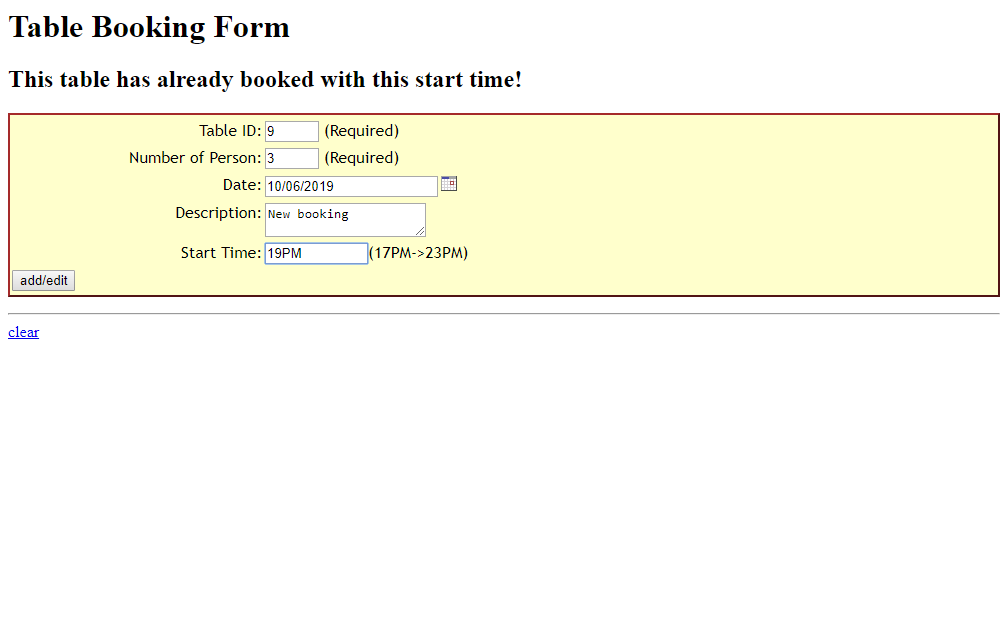 Table Booking Form
This table has already booked with this start time!
Table ID: 9 (Required)
Number of Person: 3 (Required)
Date: 10/06/2019
Description: New booking
Start Time: 19PM (17PM->23PM)
add/edit
clear